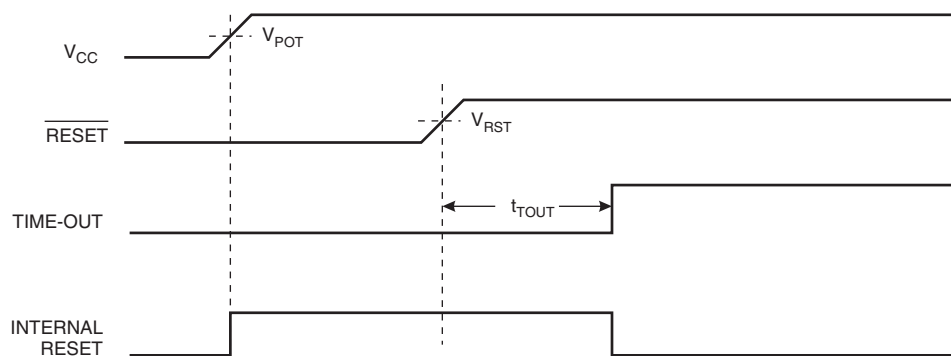 V_CC
V_POT
RESET
V_RST
TIME-OUT
t_TOUT
INTERNAL
RESET